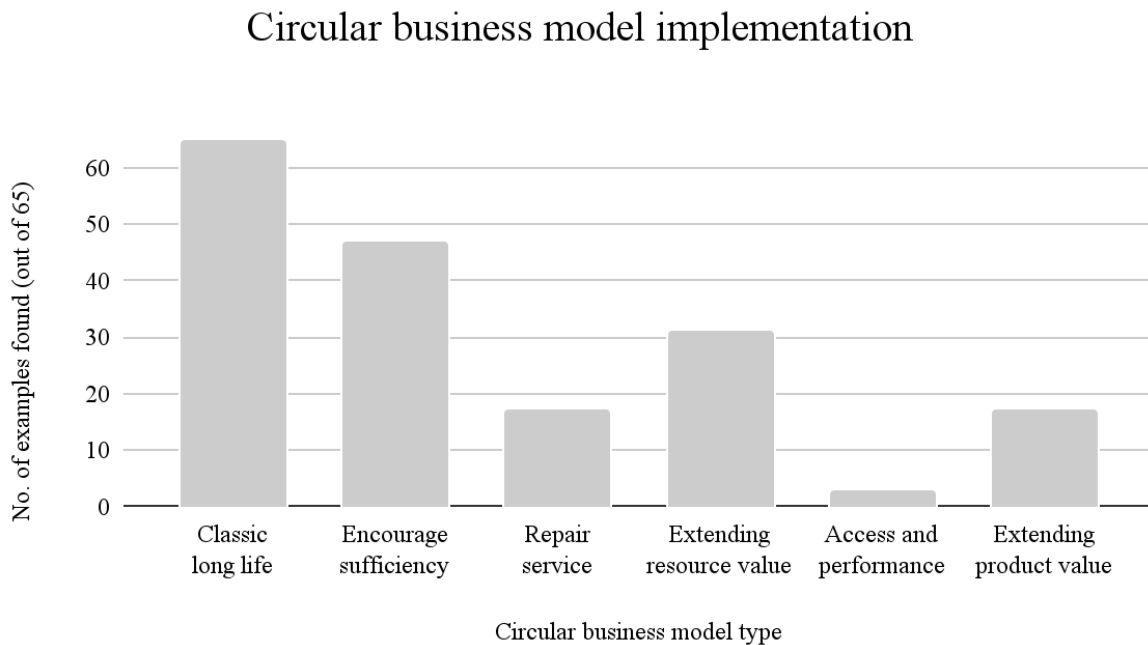 Circular business model implementation
No. of examples found (out of 65)
60
50
40
30
20
10
0
Classic
long life
Encourage
sufficiency
Repair
service
Extending
resource value
Access and
performance
Extending
product value
Circular business model type